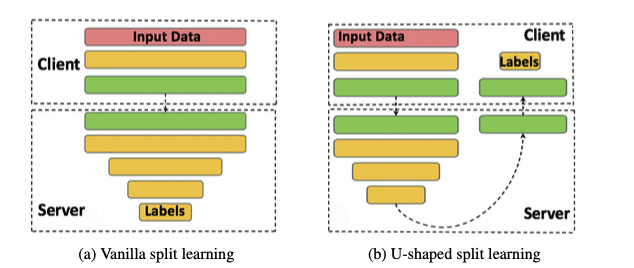 Input Data
Client
Server
Labels
(a) Vanilla split learning
Input Data
Client
Labels
Server
(b) U-shaped split learning